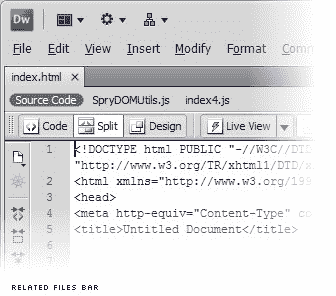 Dw
File Edit View Insert Modify Format
index.html ×
Source Code SpryDOMUtils.js index4.js
Code Split Design Live View
1 <!DOCTYPE html PUBLIC "-//W3C//DTD
"http://www.w3.org/TR/xhtml1/DTD/
2 <html xmlns="http://www.w3.org/199
3 <head>
4 <meta http-equiv="Content-Type" co
5 <title>Untitled Document</title>
6
RELATED FILES BAR